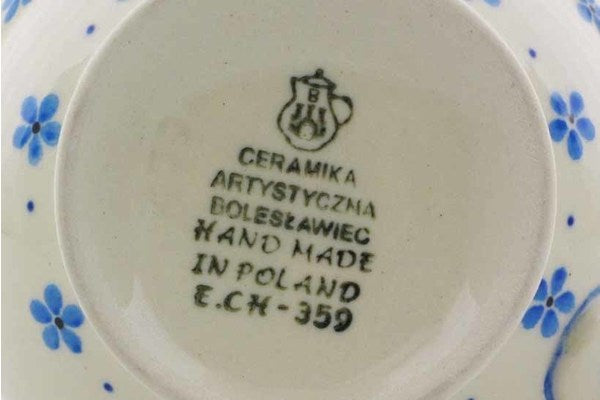 B
CERAMIKA
ARTYSTYCZNA
BOLESŁAWIEC
HAND MADE
IN POLAND
E.CH-359